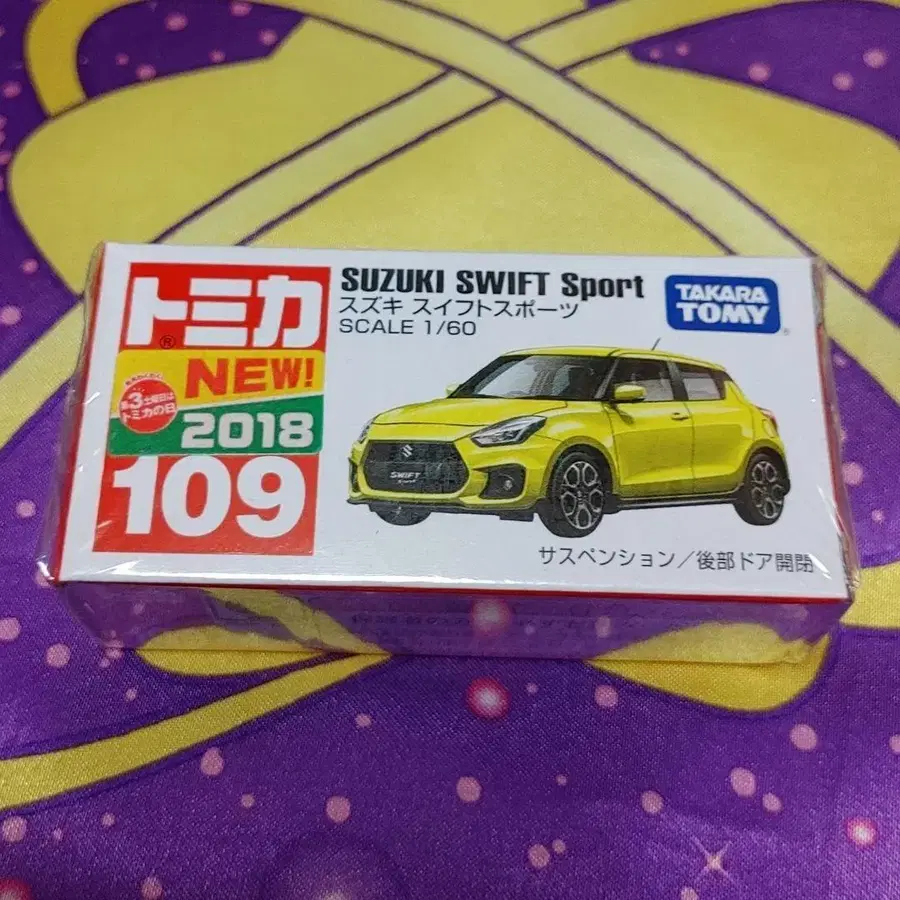 トミカ
®
NEW!
第3土曜日は
トミカの日
2018
109
SUZUKI SWIFT Sport
スズキ スイフトスポーツ
SCALE 1/60
TAKARA
TOMY
SWIFT
サスペンション/後部ドア開閉